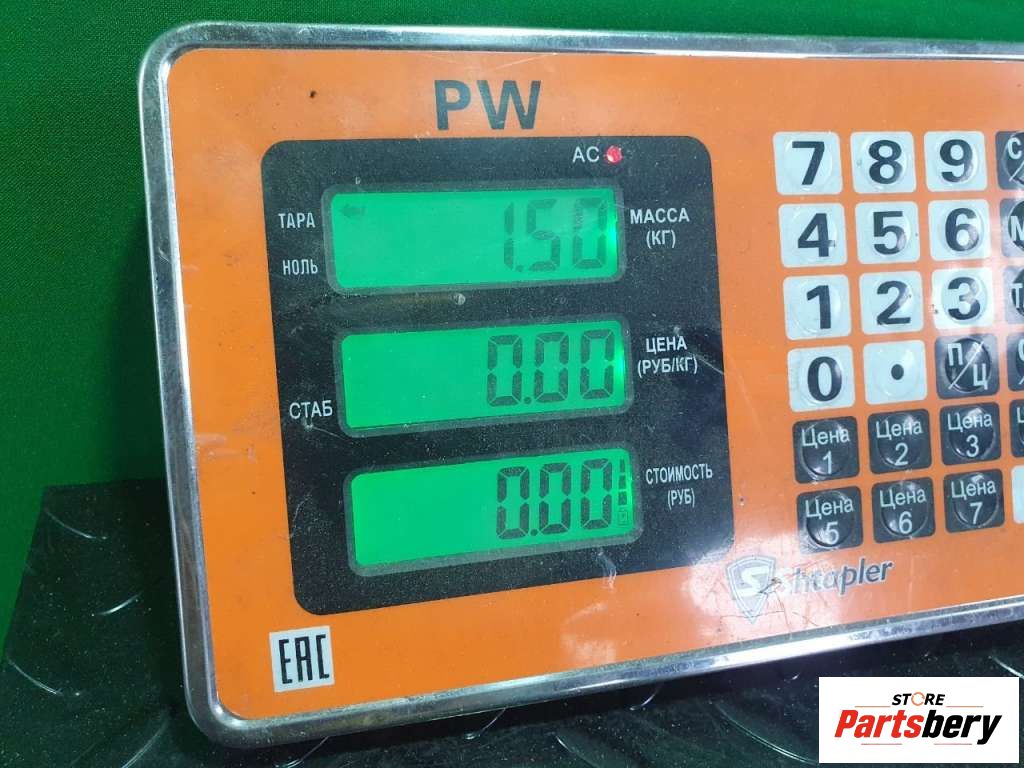 PW
AC
ТАРА
1.50
МАССА
(КГ)
НОЛЬ
0.00
ЦЕНА
(РУБ/КГ)
СТАБ
0.00
СТОИМОСТЬ
(РУБ)
7 8 9 C
4 5 6
1 2 3 Т
0 . П/Ц
Цена 1
Цена 2
Цена 3
Цена 5
Цена 6
Цена 7
Shtapler
EAC
STORE
Partsbery